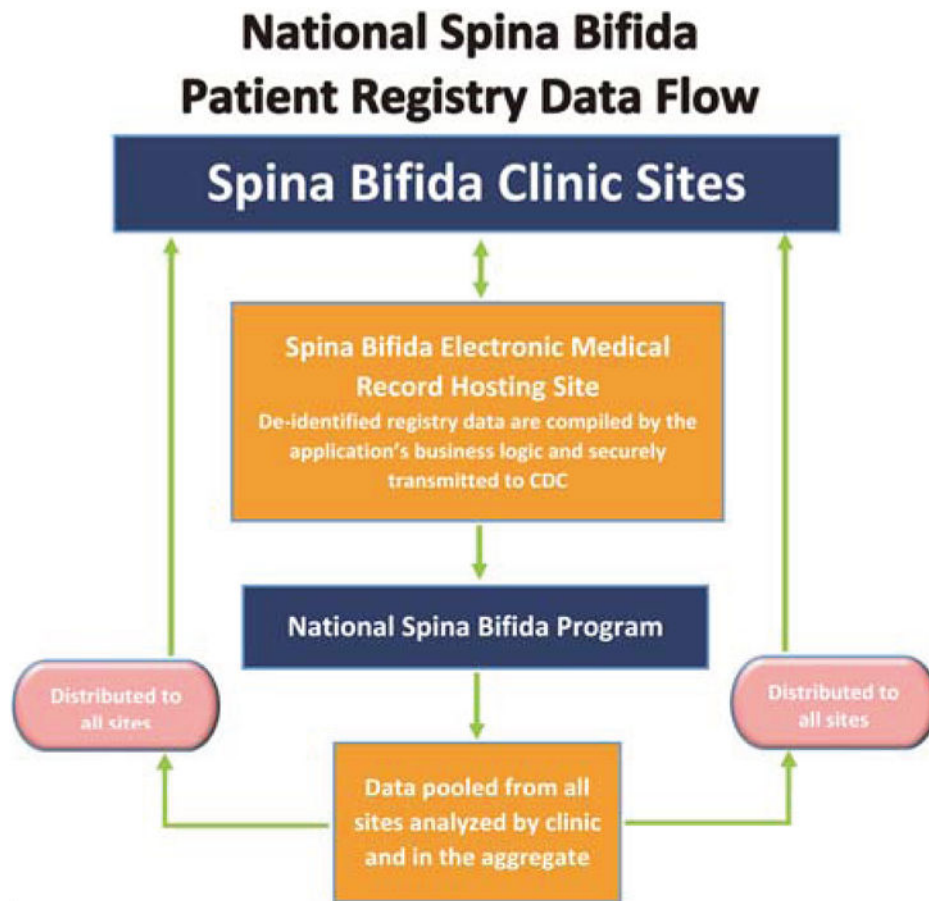 National Spina Bifida
Patient Registry Data Flow
Spina Bifida Clinic Sites
Spina Bifida Electronic Medical
Record Hosting Site
De-identified registry data are compiled by the
application's business logic and securely
transmitted to CDC
National Spina Bifida Program
Distributed to
all sites
Distributed to
all sites
Data pooled from all
sites analyzed by clinic
and in the aggregate